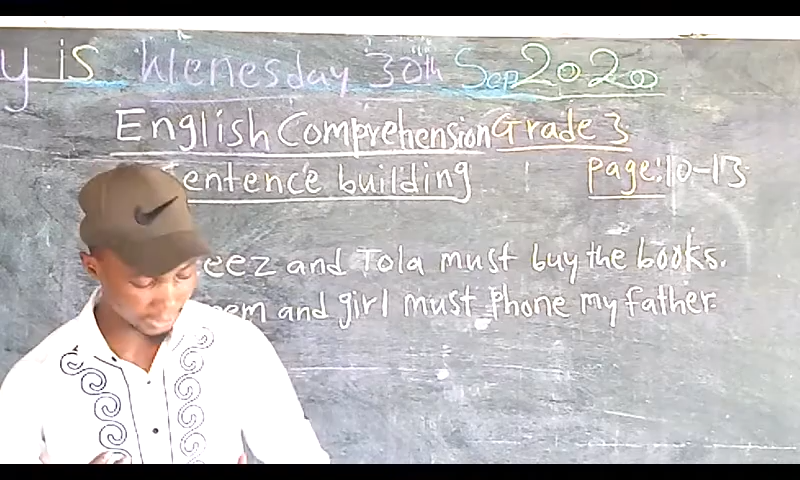 y is Wenesday 30th Sep 2020
English Comprehension Grade 3
entence building page: 10-13
eez and Tola must buy the books.
and girl must phone my father.